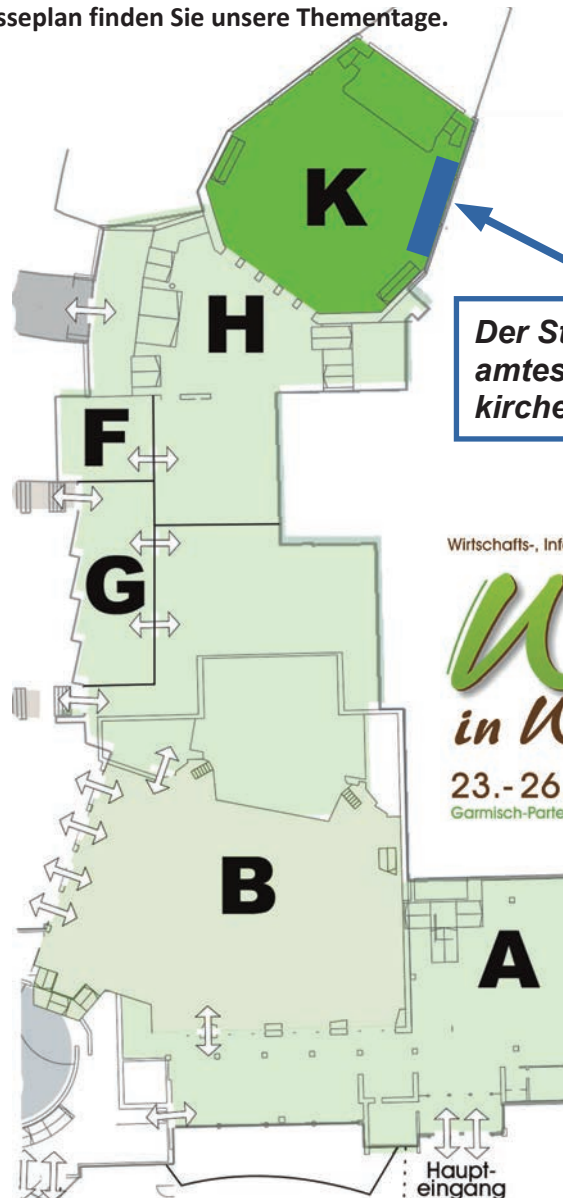 sseplan finden Sie unsere Thementage.
K
H
Der St
amtes
kirche
F
G
Wirtschafts-, Inf
W
in W
23.- 26
Garmisch-Parte
B
A
Haupt-
eingang